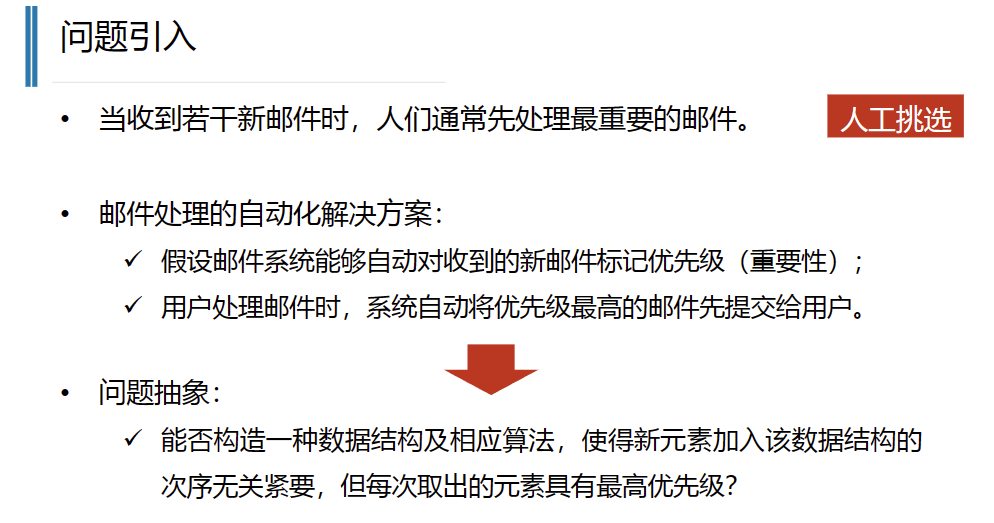 问题引入
• 当收到若干新邮件时，人们通常先处理最重要的邮件。
人工挑选
• 邮件处理的自动化解决方案：
✓ 假设邮件系统能够自动对收到的新邮件标记优先级（重要性）；
✓ 用户处理邮件时，系统自动将优先级最高的邮件先提交给用户。
• 问题抽象：
✓ 能否构造一种数据结构及相应算法，使得新元素加入该数据结构的
次序无关紧要，但每次取出的元素具有最高优先级？